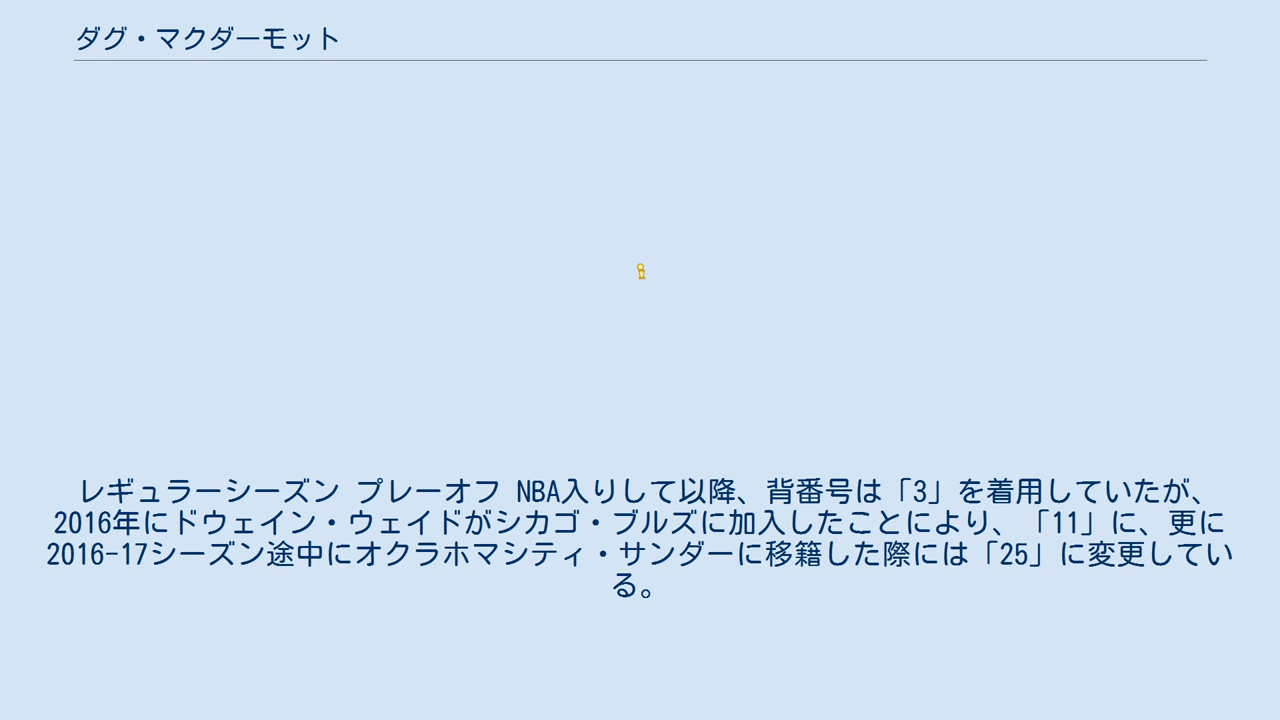 ダグ・マクダーモット
レギュラーシーズン プレーオフ NBA入りして以降、背番号は「3」を着用していたが、
2016年にドウェイン・ウェイドがシカゴ・ブルズに加入したことにより、「11」に、更に
2016-17シーズン途中にオクラホマシティ・サンダーに移籍した際には「25」に変更してい
る。